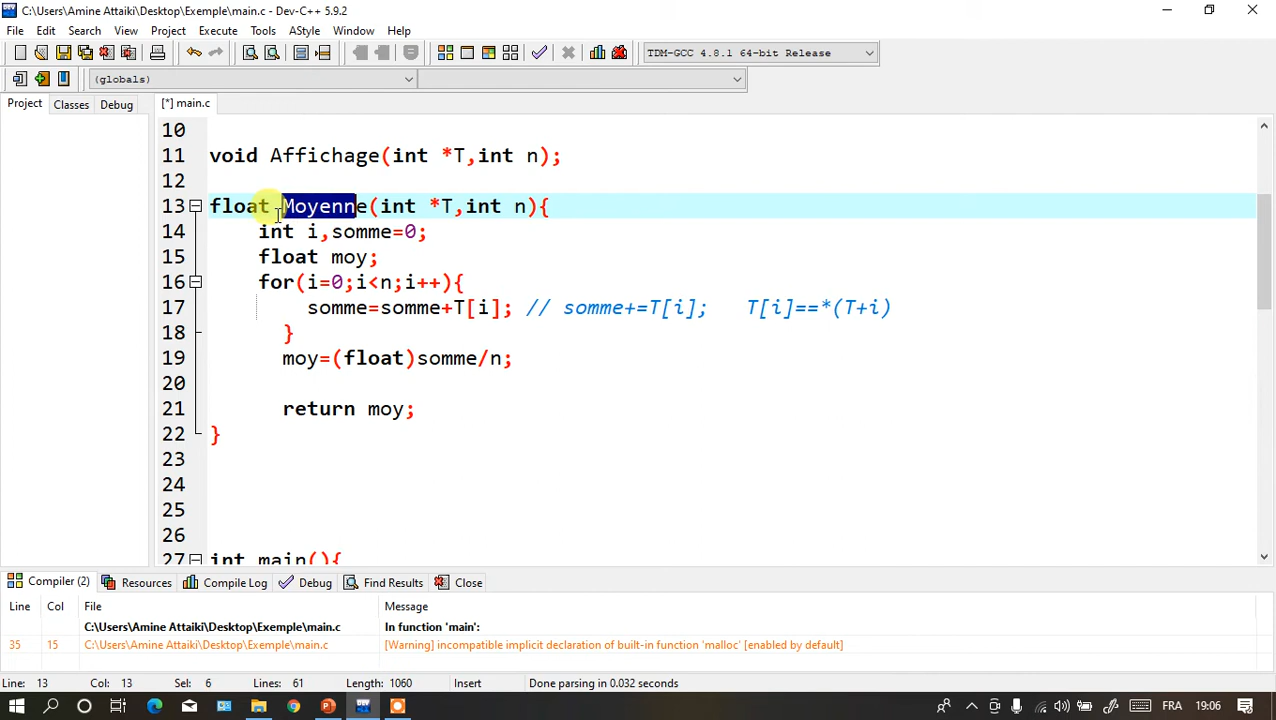 C:\Users\Amine Attaiki\Desktop\Exemple\main.c - Dev-C++ 5.9.2
File Edit Search View Project Execute Tools AStyle Window Help
TDM-GCC 4.8.1 64-bit Release
(globals)
Project Classes Debug [*] main.c
10
11 void Affichage(int *T,int n);
12
13 float Moyenne(int *T,int n){
14 int i,somme=0;
15 float moy;
16 for(i=0;i<n;i++){
17 somme=somme+T[i]; // somme+=T[i]; T[i]==*(T+i)
18 }
19 moy=(float)somme/n;
20
21 return moy;
22 }
23
24
25
26
27 int main(){
Compiler (2) Resources Compile Log Debug Find Results Close
Line Col File Message
C:\Users\Amine Attaiki\Desktop\Exemple\main.c In function 'main':
35 15 C:\Users\Amine Attaiki\Desktop\Exemple\main.c [Warning] incompatible implicit declaration of built-in function 'malloc' [enabled by default]
Line: 13 Col: 13 Sel: 6 Lines: 61 Length: 1060 Insert Done parsing in 0.032 seconds
DEV FRA 19:06